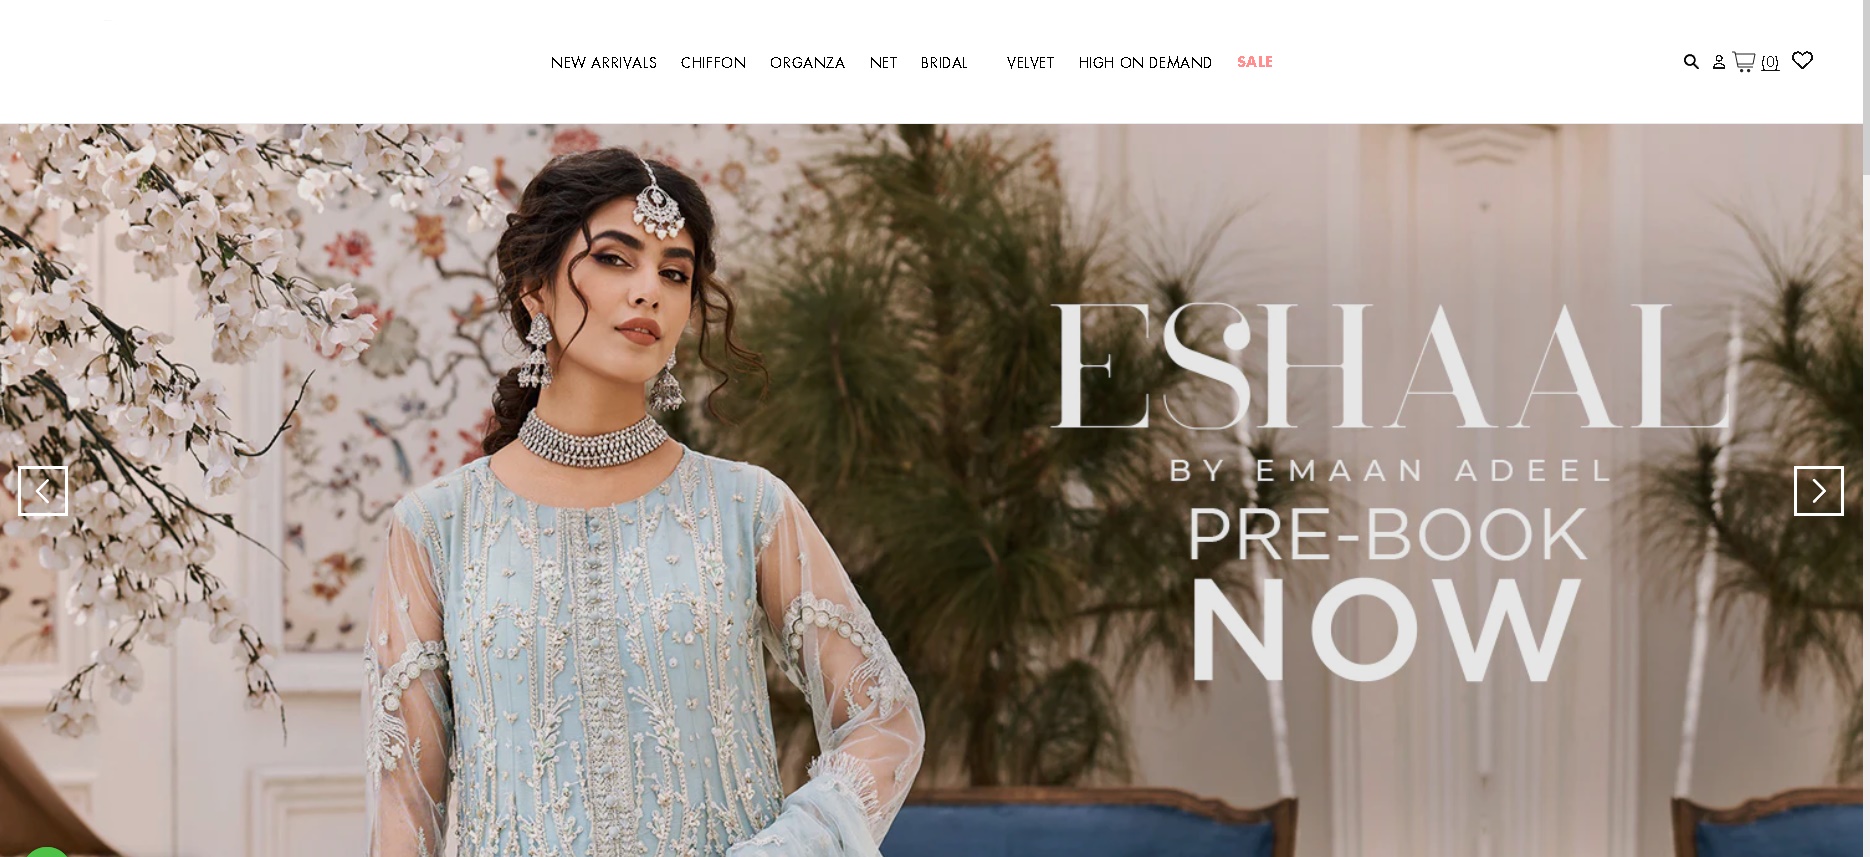 NEW ARRIVALS CHIFFON ORGANZA NET BRIDAL VELVET HIGH ON DEMAND SALE (0)
ESHAAL
BY EMAAN ADEEL
PRE-BOOK
NOW